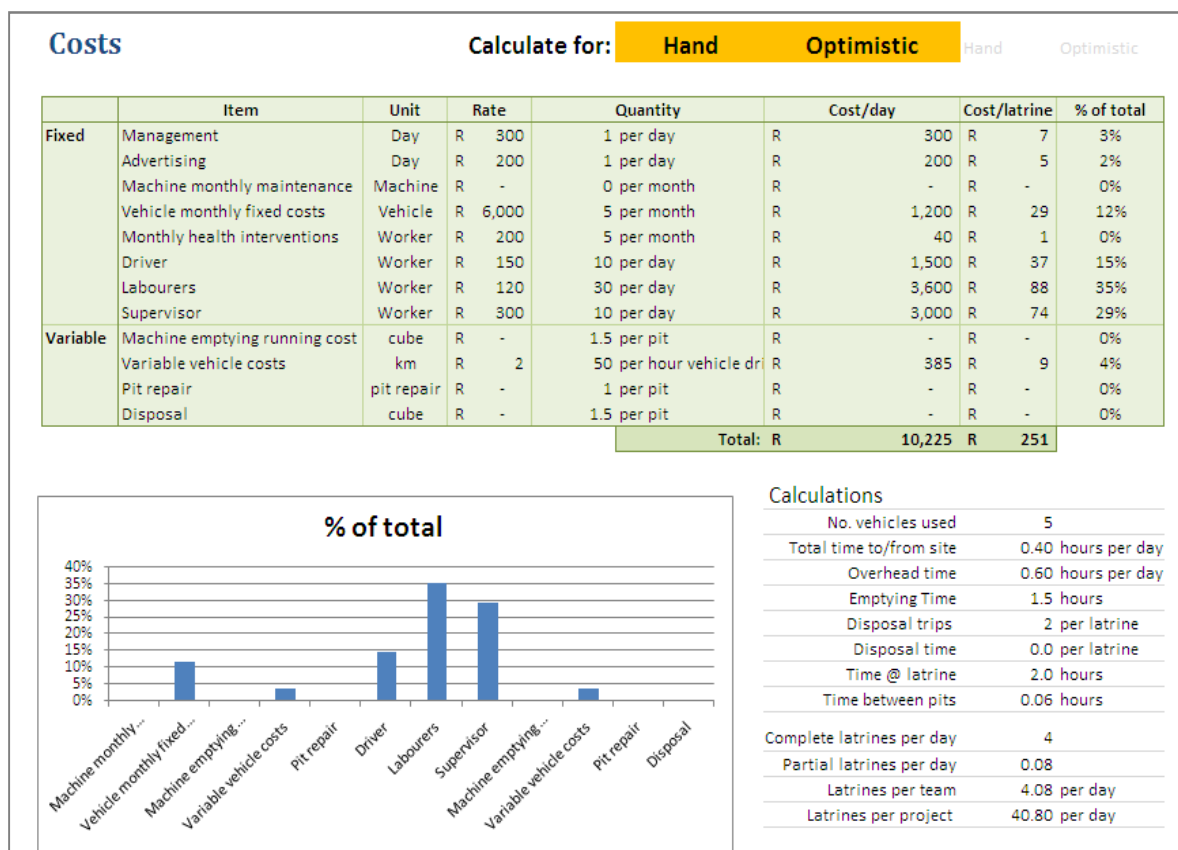 Costs Calculate for: Hand Optimistic Hand Optimistic
Item Unit Rate Quantity Cost/day Cost/latrine % of total
Fixed Management Day R 300 1 per day R 300 R 7 3%
Advertising Day R 200 1 per day R 200 R 5 2%
Machine monthly maintenance Machine R - 0 per month R - R - 0%
Vehicle monthly fixed costs Vehicle R 6,000 5 per month R 1,200 R 29 12%
Monthly health interventions Worker R 200 5 per month R 40 R 1 0%
Driver Worker R 150 10 per day R 1,500 R 37 15%
Labourers Worker R 120 30 per day R 3,600 R 88 35%
Supervisor Worker R 300 10 per day R 3,000 R 74 29%
Variable Machine emptying running cost cube R - 1.5 per pit R - R - 0%
Variable vehicle costs km R 2 50 per hour vehicle dri R 385 R 9 4%
Pit repair pit repair R - 1 per pit R - R - 0%
Disposal cube R - 1.5 per pit R - R - 0%
Total: R 10,225 R 251
% of total
40%
35%
30%
25%
20%
15%
10%
5%
0%
Machine monthly...
Vehicle monthly fixed...
Machine emptying...
Variable vehicle costs
Pit repair
Driver
Labourers
Supervisor
Machine emptying...
Variable vehicle costs
Pit repair
Disposal
Calculations
No. vehicles used 5
Total time to/from site 0.40 hours per day
Overhead time 0.60 hours per day
Emptying Time 1.5 hours
Disposal trips 2 per latrine
Disposal time 0.0 per latrine
Time @ latrine 2.0 hours
Time between pits 0.06 hours
Complete latrines per day 4
Partial latrines per day 0.08
Latrines per team 4.08 per day
Latrines per project 40.80 per day